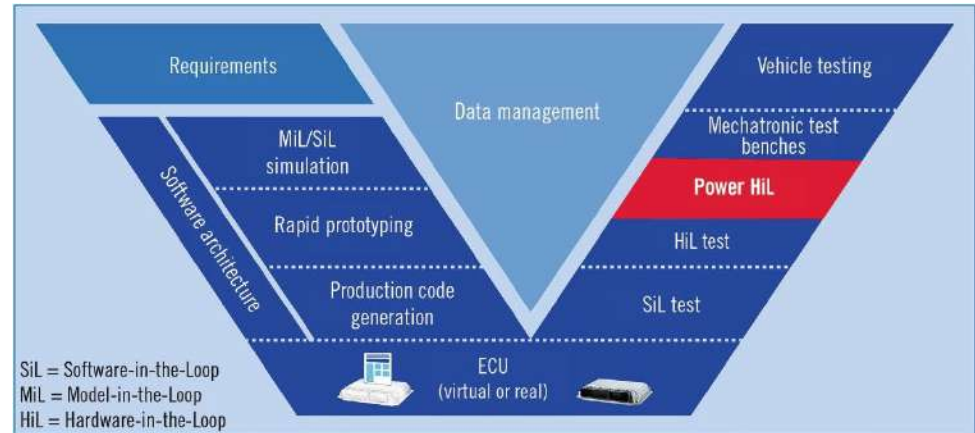 Requirements
Software architecture
MiL/SiL
simulation
Rapid prototyping
Production code
generation
Data management
Vehicle testing
Mechatronic test
benches
Power HiL
HiL test
SiL test
ECU
(virtual or real)
SiL = Software-in-the-Loop
MiL = Model-in-the-Loop
HiL = Hardware-in-the-Loop